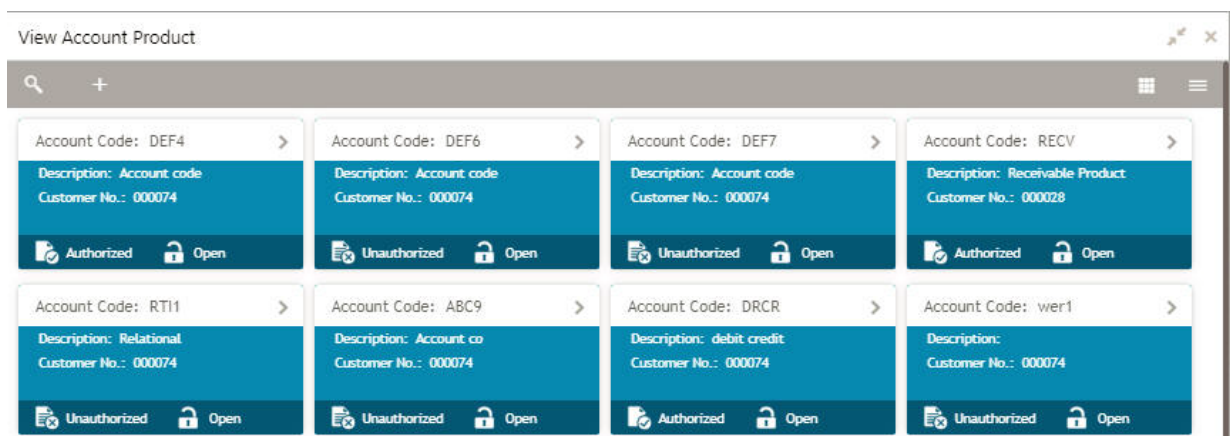 View Account Product
Account Code: DEF4
Description: Account code
Customer No.: 000074
Authorized Open
Account Code: DEF6
Description: Account code
Customer No.: 000074
Unauthorized Open
Account Code: DEF7
Description: Account code
Customer No.: 000074
Unauthorized Open
Account Code: RECV
Description: Receivable Product
Customer No.: 000028
Authorized Open
Account Code: RTI1
Description: Relational
Customer No.: 000074
Unauthorized Open
Account Code: ABC9
Description: Account co
Customer No.: 000074
Unauthorized Open
Account Code: DRCR
Description: debit credit
Customer No.: 000074
Authorized Open
Account Code: wer1
Description:
Customer No.: 000074
Unauthorized Open